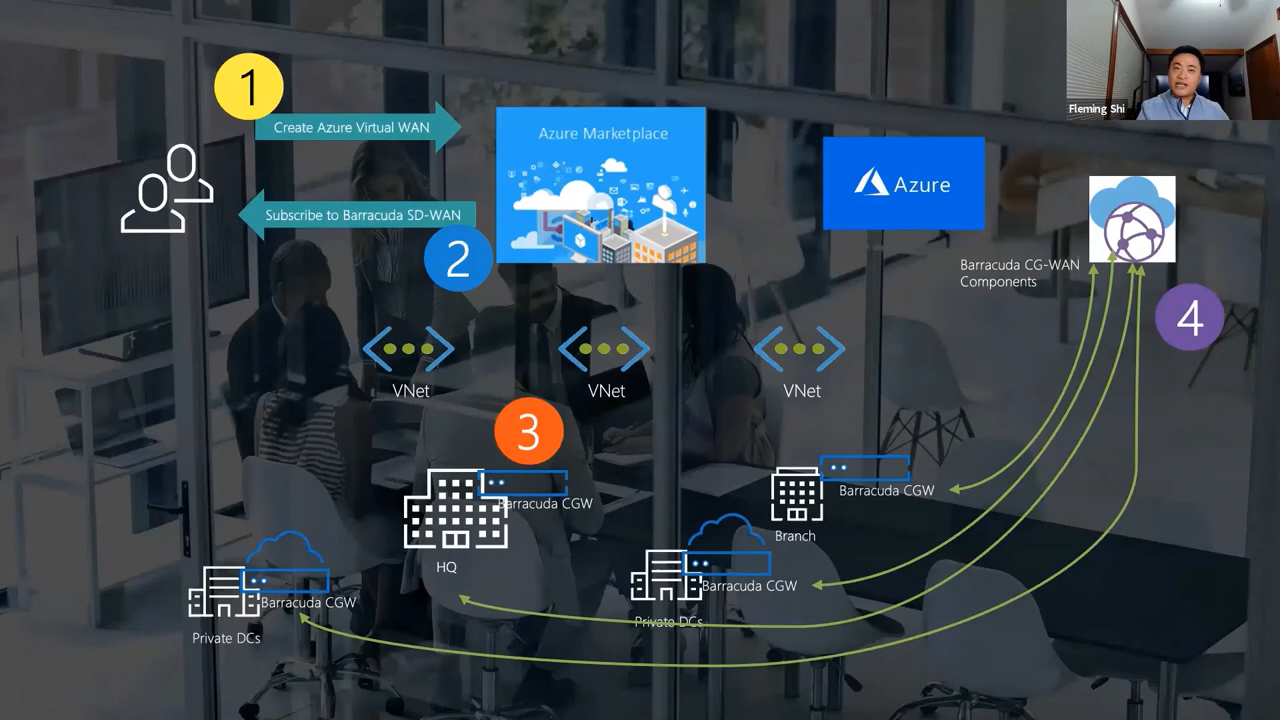 Fleming Shi
1
Create Azure Virtual WAN
Azure Marketplace
Azure
Subscribe to Barracuda SD-WAN
2
Barracuda CG-WAN
Components
4
VNet
VNet
VNet
3
Barracuda CGW
HQ
Barracuda CGW
Branch
Barracuda CGW
Private DCs
Barracuda CGW
Private DCs